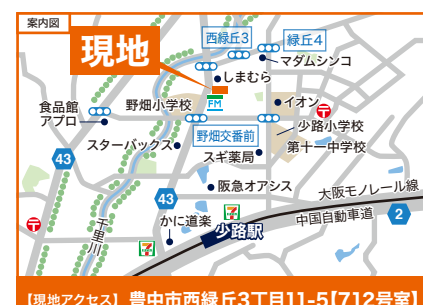 案内図
現地
西緑丘3
緑丘4
マダムシンコ
しまむら
FM
食品館
アプロ
野畑小学校
イオン
野畑交番前
少路小学校
第十一中学校
スターバックス
スギ薬局
43
阪急オアシス
43
大阪モノレール線
中国自動車道
2
千里川
かに道楽
少路駅
【現地アクセス】豊中市西緑丘3丁目11-5【712号室】